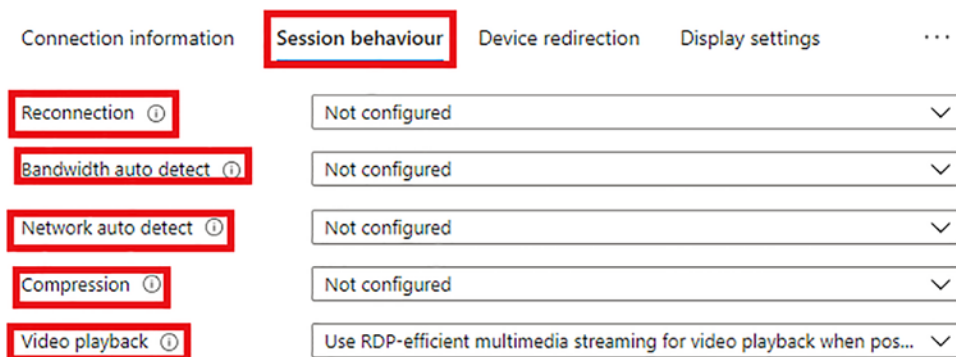 Connection information Session behaviour Device redirection Display settings ...
Reconnection Not configured
Bandwidth auto detect Not configured
Network auto detect Not configured
Compression Not configured
Video playback Use RDP-efficient multimedia streaming for video playback when pos...